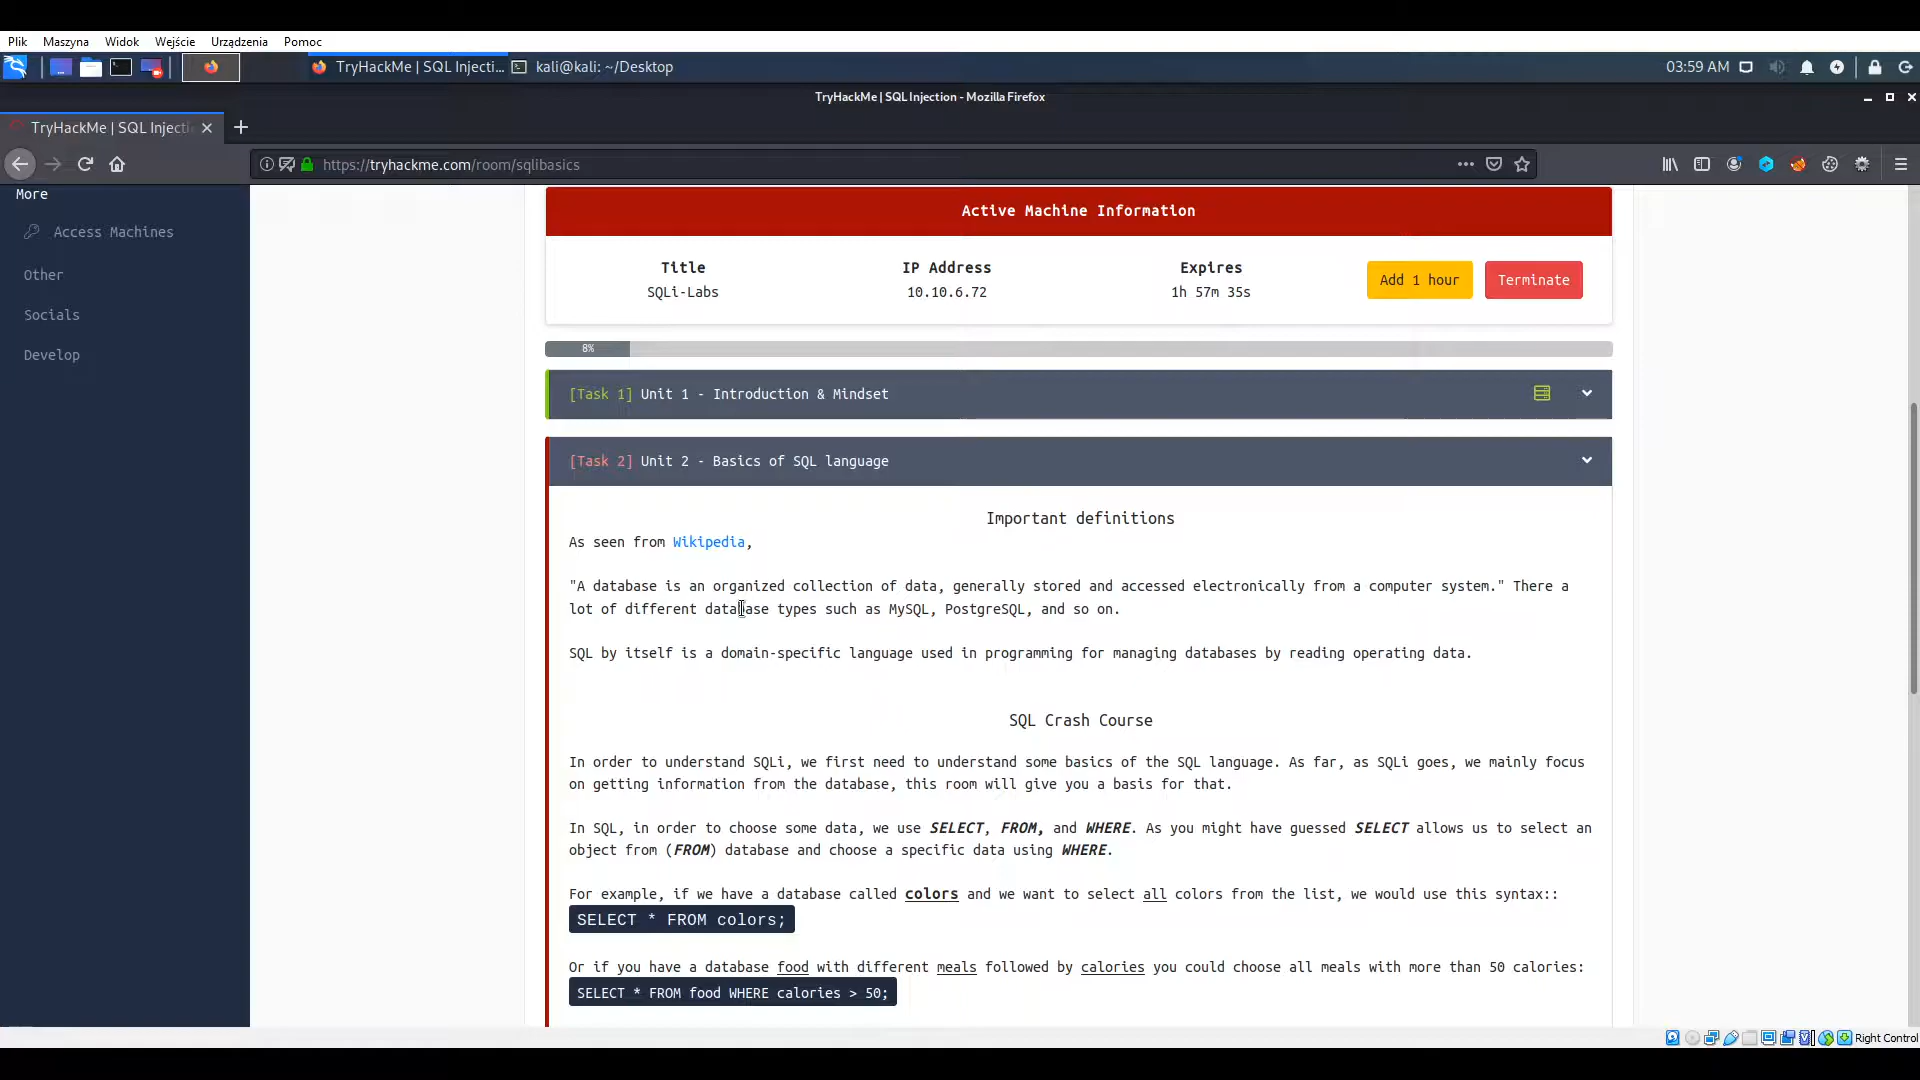 Plik Maszyna Widok Wejście Urządzenia Pomoc
TryHackMe | SQL Injecti... kali@kali: ~/Desktop 03:59 AM
TryHackMe | SQL Injection - Mozilla Firefox
TryHackMe | SQL Injecti
https://tryhackme.com/room/sqlibasics
More
Access Machines
Other
Socials
Develop
Active Machine Information
Title IP Address Expires
SQLi-Labs 10.10.6.72 1h 57m 35s
Add 1 hour Terminate
8%
[Task 1] Unit 1 - Introduction & Mindset
[Task 2] Unit 2 - Basics of SQL language
Important definitions
As seen from Wikipedia,
"A database is an organized collection of data, generally stored and accessed electronically from a computer system." There a
lot of different database types such as MySQL, PostgreSQL, and so on.
SQL by itself is a domain-specific language used in programming for managing databases by reading operating data.
SQL Crash Course
In order to understand SQLi, we first need to understand some basics of the SQL language. As far, as SQLi goes, we mainly focus
on getting information from the database, this room will give you a basis for that.
In SQL, in order to choose some data, we use SELECT, FROM, and WHERE. As you might have guessed SELECT allows us to select an
object from (FROM) database and choose a specific data using WHERE.
For example, if we have a database called colors and we want to select all colors from the list, we would use this syntax::
SELECT * FROM colors;
Or if you have a database food with different meals followed by calories you could choose all meals with more than 50 calories:
SELECT * FROM food WHERE calories > 50;
Right Control